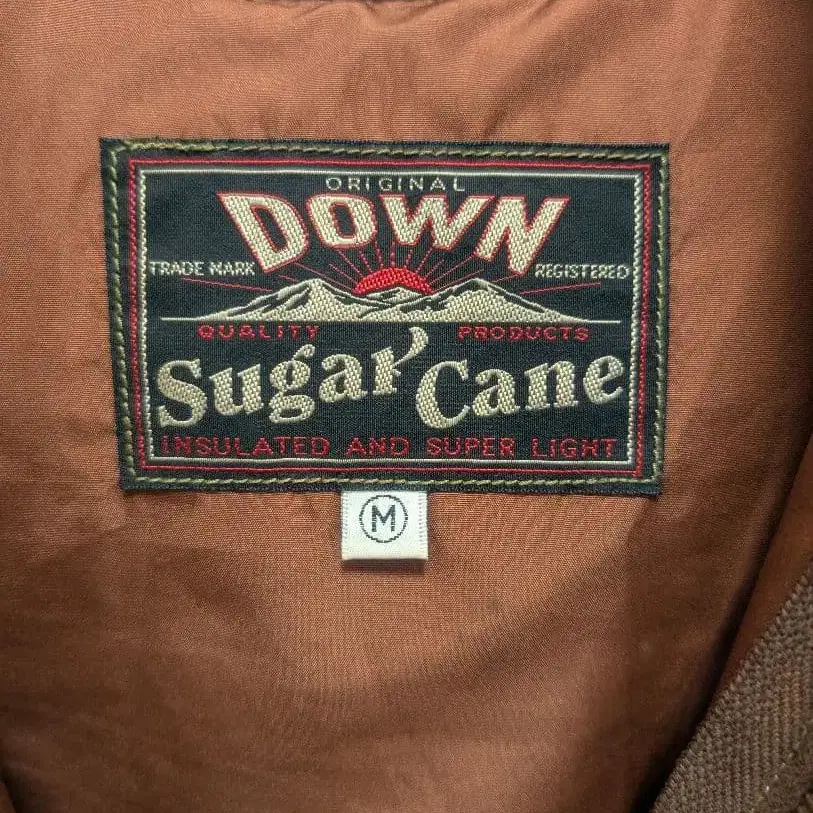 ORIGINAL
DOWN
TRADE MARK REGISTERED
QUALITY PRODUCTS
Sugar Cane
INSULATED AND SUPER LIGHT
M